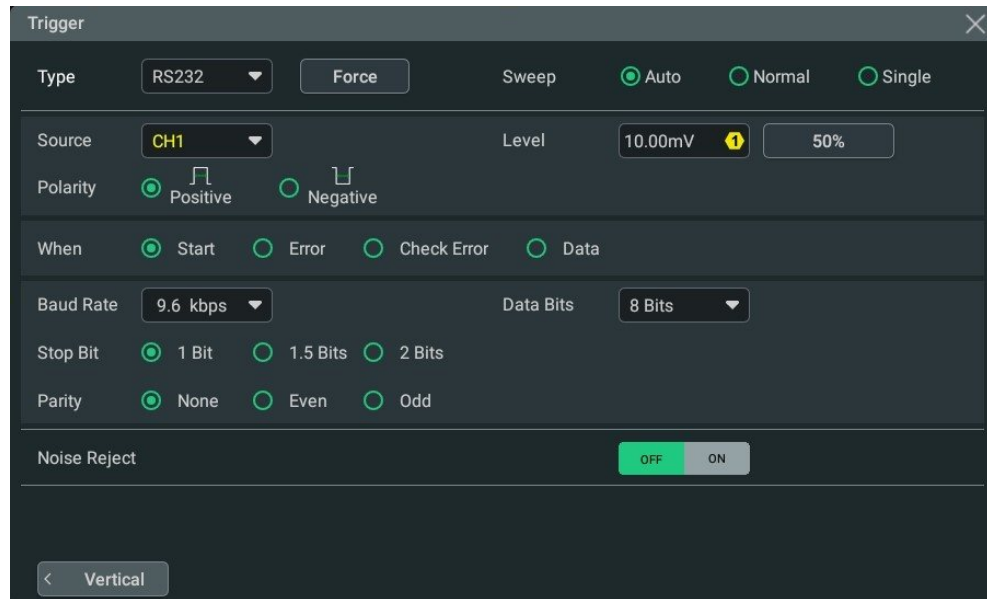 Trigger
Type RS232 Force Sweep Auto Normal Single
Source CH1 Level 10.00mV 1 50%
Polarity Positive Negative
When Start Error Check Error Data
Baud Rate 9.6 kbps Data Bits 8 Bits
Stop Bit 1 Bit 1.5 Bits 2 Bits
Parity None Even Odd
Noise Reject OFF ON
Vertical